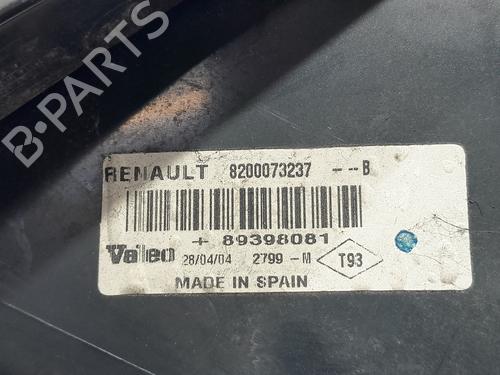 B-Parts
RENAULT 8200073237 --B
+ 89398081
Valeo 28/04/04 2799-M T93
MADE IN SPAIN